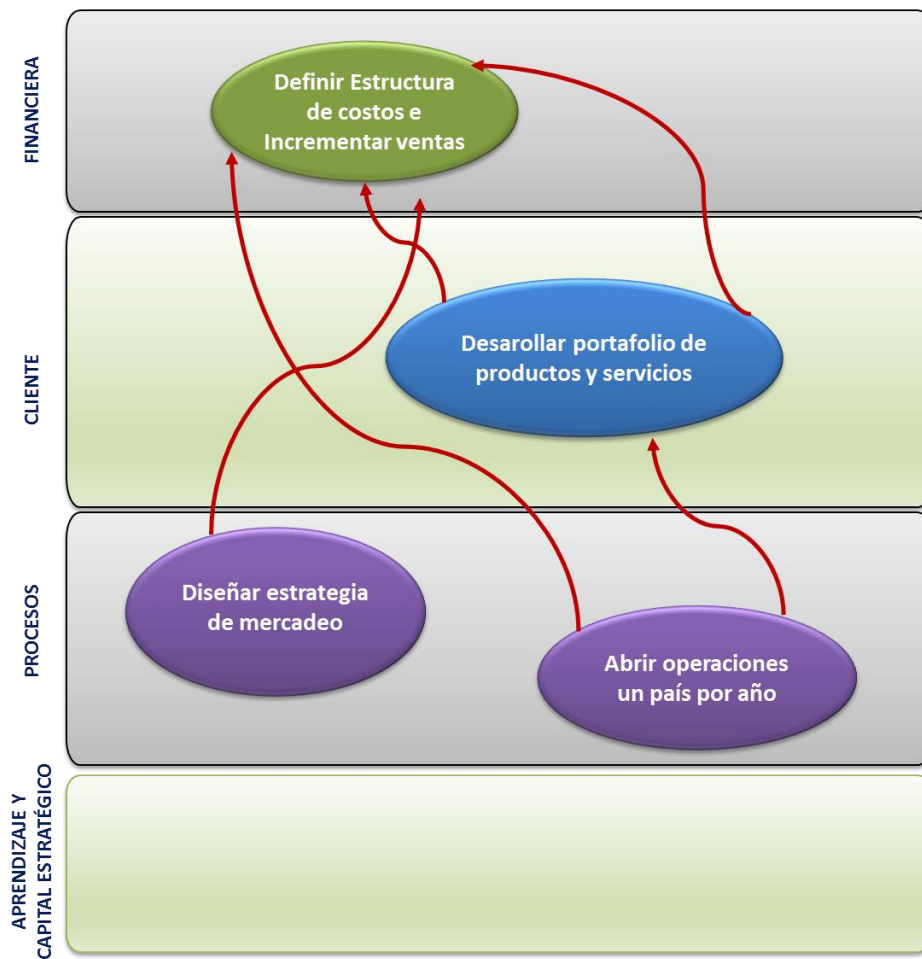 FINANCIERA
Definir Estructura
de costos e
Incrementar ventas
CLIENTE
Desarollar portafolio de
productos y servicios
PROCESOS
Diseñar estrategia
de mercadeo
Abrir operaciones
un país por año
APRENDIZAJE Y
CAPITAL ESTRATÉGICO